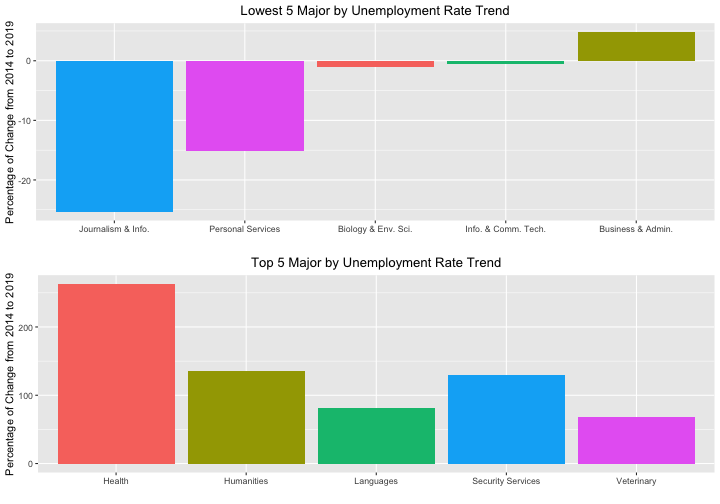 Lowest 5 Major by Unemployment Rate Trend
Percentage of Change from 2014 to 2019
0
-10
-20
Journalism & Info.
Personal Services
Biology & Env. Sci.
Info. & Comm. Tech.
Business & Admin.
Top 5 Major by Unemployment Rate Trend
Percentage of Change from 2014 to 2019
200
100
0
Health
Humanities
Languages
Security Services
Veterinary